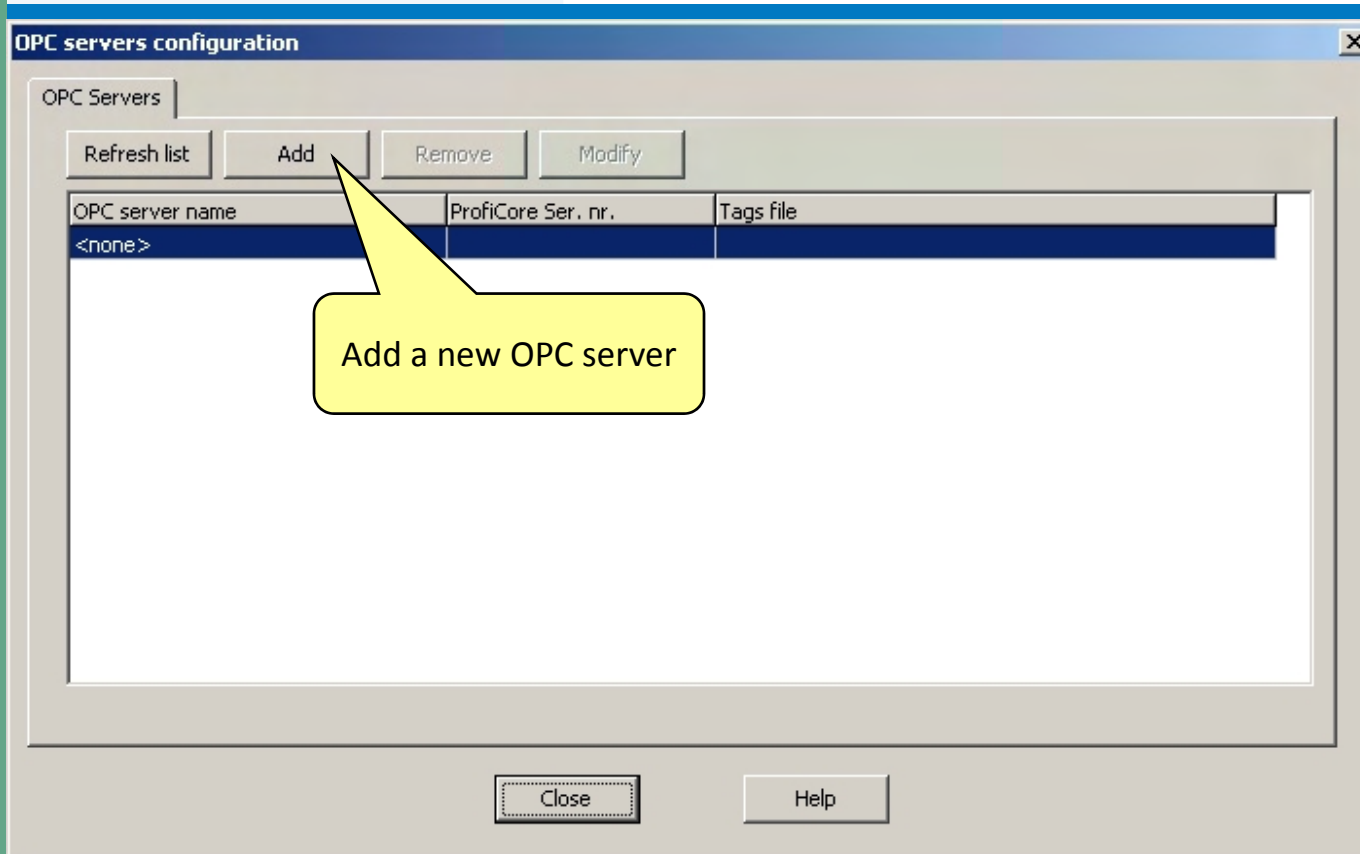 OPC servers configuration
OPC Servers
Refresh list Add Remove Modify
OPC server name ProfiCore Ser. nr. Tags file
<none>
Add a new OPC server
Close Help